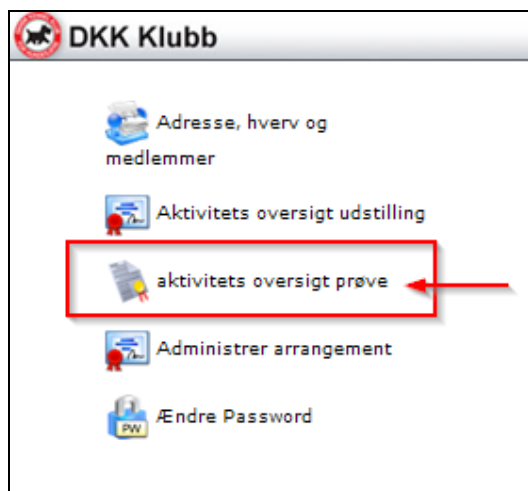 DKK Klubb
Adresse, hverv og
medlemmer
Aktivitets oversigt udstilling
aktivitets oversigt prøve
Administrer arrangement
PW Ændre Password